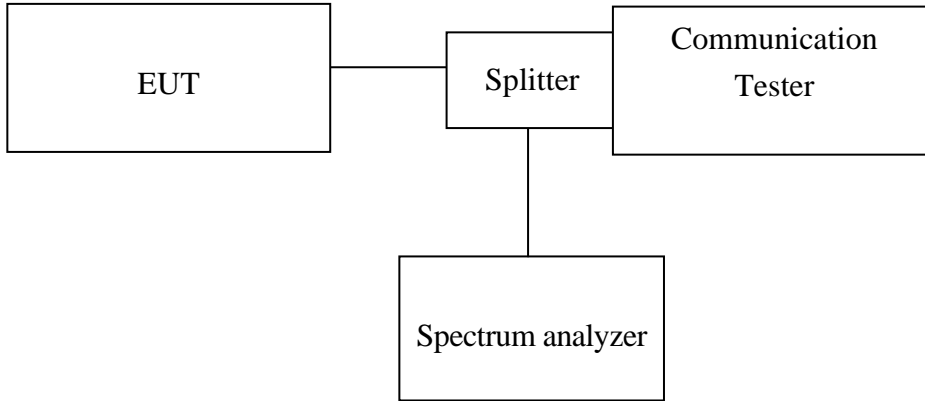 EUT
Splitter
Communication
Tester
Spectrum analyzer